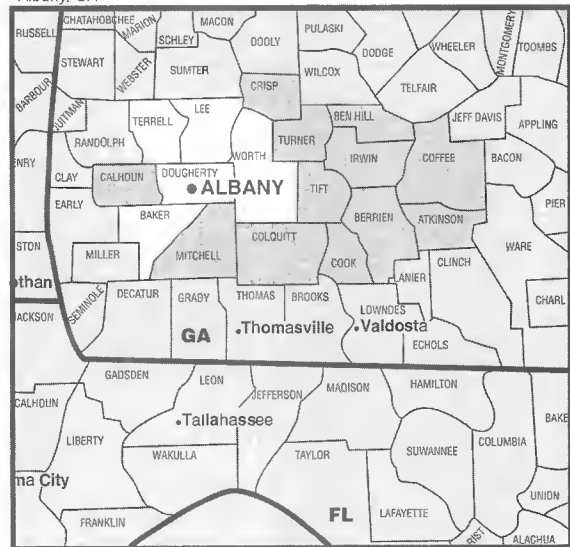 Albany, GA
CHATAHOOCHEE
MARION
MACON
PULASKI
RUSSELL
SCHLEY
DOOLY
DODGE
WHEELER
MONTGOMERY
TOOMBS
STEWART
WEBSTER
SUMTER
WILCOX
TELFAIR
BARBOUR
QUITMAN
CRISP
LEE
BEN HILL
JEFF DAVIS
APPLING
TERRELL
RANDOLPH
TURNER
WORTH
IRWIN
COFFEE
BACON
ENRY
CLAY
CALHOUN
DOUGHERTY
ALBANY
TIFT
EARLY
BAKER
BERRIEN
ATKINSON
PIER
STON
COLQUITT
WARE
MILLER
MITCHELL
COOK
CLINCH
othan
LANIER
DECATUR
GRADY
THOMAS
BROOKS
LOWNDES
CHARL
SEMINOLE
JACKSON
GA
Thomasville
Valdosta
ECHOLS
GADSDEN
LEON
JEFFERSON
MADISON
HAMILTON
CALHOUN
Tallahassee
BAKE
LIBERTY
COLUMBIA
WAKULLA
TAYLOR
SUWANNEE
ma City
UNION
FRANKLIN
FL
LAFAYETTE
RIST
ALACHUA